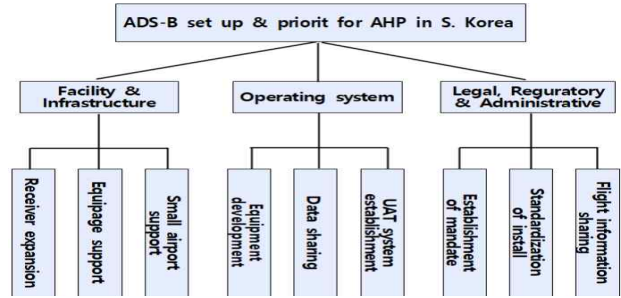 ADS-B set up & priorit for AHP in S. Korea
Facility &
Infrastructure
Operating system
Legal, Reguratory
& Administrative
Receiver expansion
Equipage support
Small airport
support
Equipment
development
Data sharing
UAT system
establishment
Establishment
of mandate
Standardization
of install
Flight information
sharing